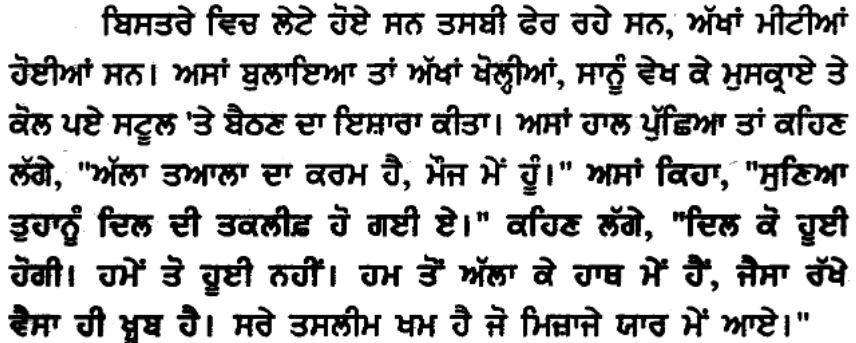 ਬਿਸਤਰੇ ਵਿਚ ਲੇਟੇ ਹੋਏ ਸਨ ਤਸਬੀ ਫੇਰ ਰਹੇ ਸਨ, ਅੱਖਾਂ ਮੀਟੀਆਂ
ਹੋਈਆਂ ਸਨ। ਅਸਾਂ ਬੁਲਾਇਆ ਤਾਂ ਅੱਖਾਂ ਖੋਲ੍ਹੀਆਂ, ਸਾਨੂੰ ਵੇਖ ਕੇ ਮੁਸਕ੍ਰਾਏ ਤੇ
ਕੋਲ ਪਏ ਸਟੂਲ 'ਤੇ ਬੈਠਣ ਦਾ ਇਸ਼ਾਰਾ ਕੀਤਾ। ਅਸਾਂ ਹਾਲ ਪੁੱਛਿਆ ਤਾਂ ਕਹਿਣ
ਲੱਗੇ, "ਅੱਲਾ ਤਆਲਾ ਦਾ ਕਰਮ ਹੈ, ਮੌਜ ਮੇਂ ਹੂੰ।" ਅਸਾਂ ਕਿਹਾ, "ਸੁਣਿਆ
ਤੁਹਾਨੂੰ ਦਿਲ ਦੀ ਤਕਲੀਫ਼ ਹੋ ਗਈ ਏ।" ਕਹਿਣ ਲੱਗੇ, "ਦਿਲ ਕੋ ਹੂਈ
ਹੋਗੀ। ਹਮੇਂ ਤੋ ਹੂਈ ਨਹੀਂ। ਹਮ ਤੋਂ ਅੱਲਾ ਕੇ ਹਾਥ ਮੇਂ ਹੈਂ, ਜੈਸਾ ਰੱਖੇ
ਵੈਸਾ ਹੀ ਖ਼ੂਬ ਹੈ। ਸਰੇ ਤਸਲੀਮ ਖਮ ਹੈ ਜੋ ਮਿਜ਼ਾਜੇ ਯਾਰ ਮੇਂ ਆਏ।"